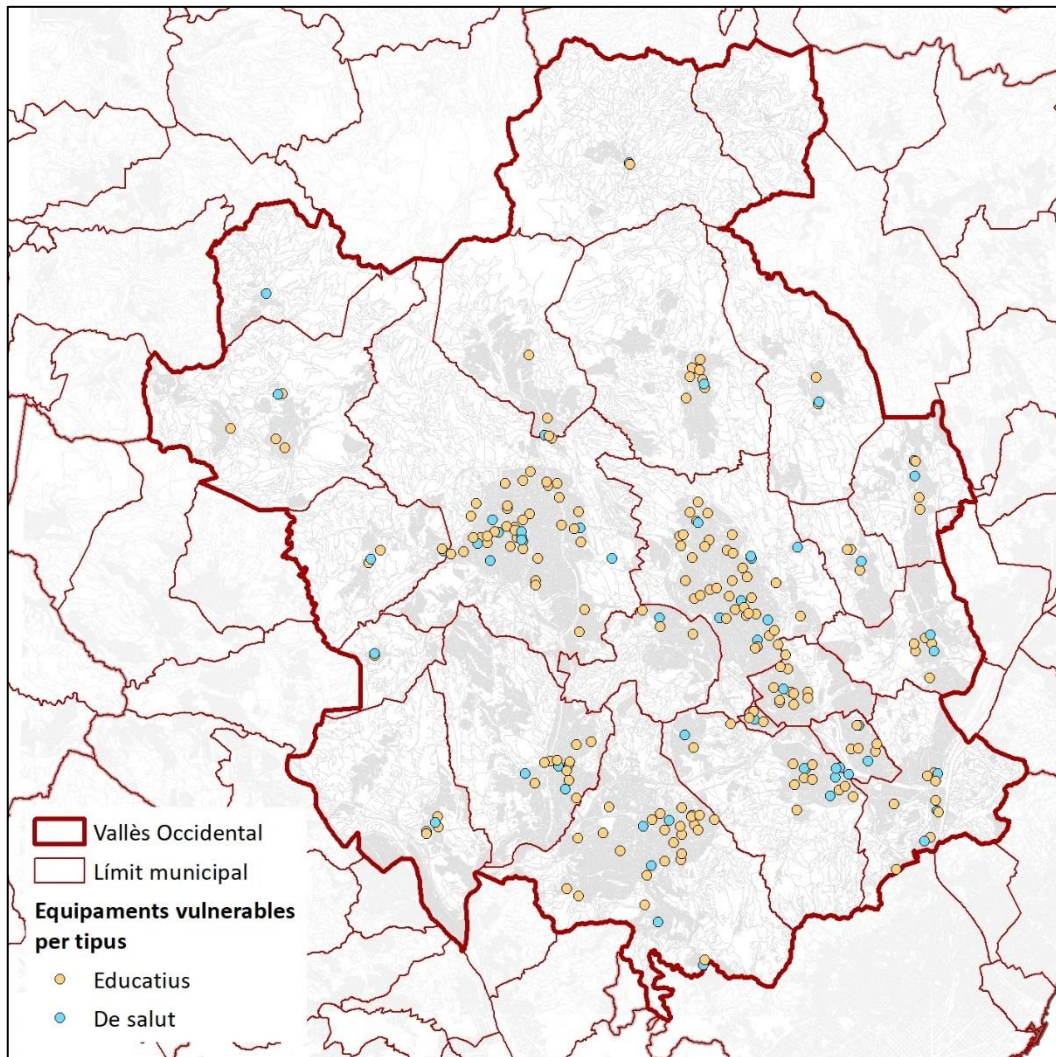 Vallès Occidental
Límit municipal
Equipaments vulnerables
per tipus
Educatius
De salut